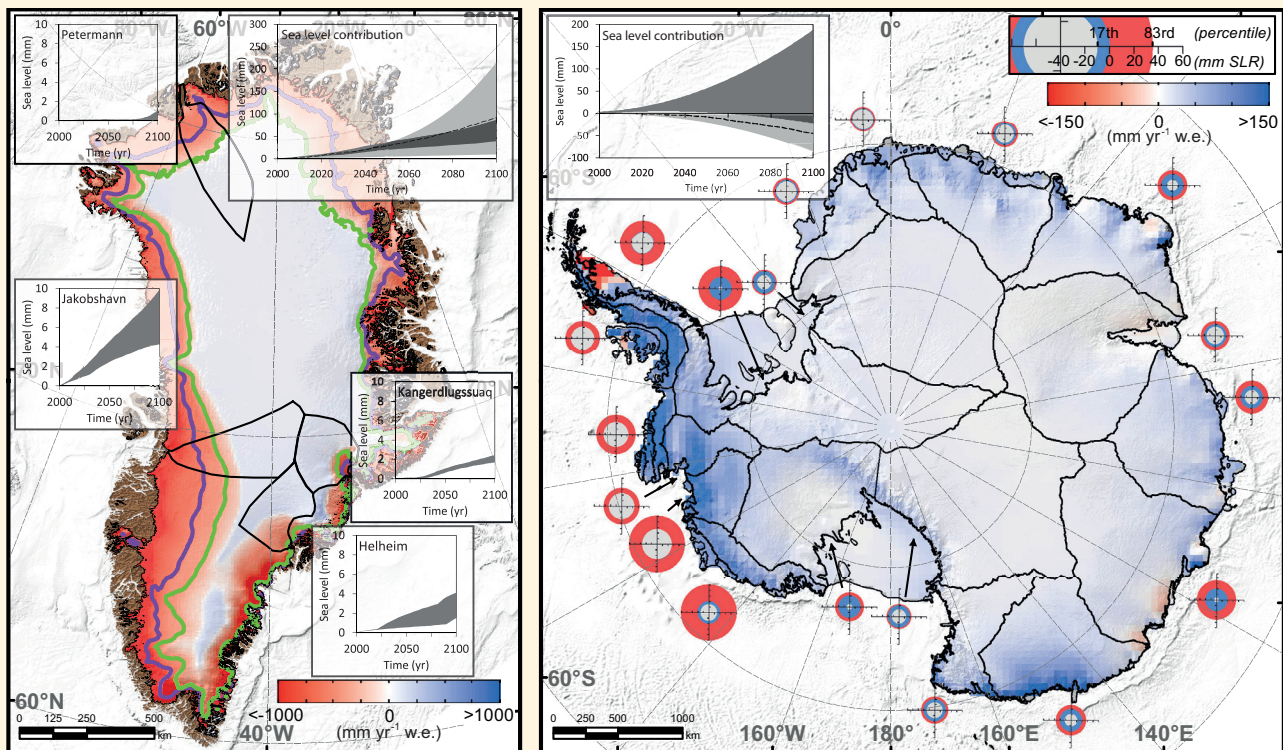 60°W
20°W
80°N
Petermann
Sea level (mm)
10
8
6
4
2
0
2000 2050 2100
Time (yr)
Sea level contribution
Sea level (mm)
300
250
200
150
100
50
0
2000 2020 2040 2060 2080 2100
Time (yr)
Jakobshavn
Sea level (mm)
10
8
6
4
2
0
2000 2050 2100
Time (yr)
Kangerdlugssuaq
Sea level (mm)
10
8
6
4
2
0
2000 2050 2100
Time (yr)
Helheim
Sea level (mm)
10
8
6
4
2
0
2000 2050 2100
Time (yr)
60°N
40°W
<-1000 0 >1000
(mm yr⁻¹ w.e.)
0 125 250 500
km
0°
Sea level contribution
Sea level (mm)
200
150
100
50
0
-50
-100
2000 2020 2040 2060 2080 2100
Time (yr)
17th 83rd (percentile)
-40 -20 0 20 40 60 (mm SLR)
<-150 0 >150
(mm yr⁻¹ w.e.)
60°S
60°S
160°W 180° 160°E 140°E
0 250 500 1000
km